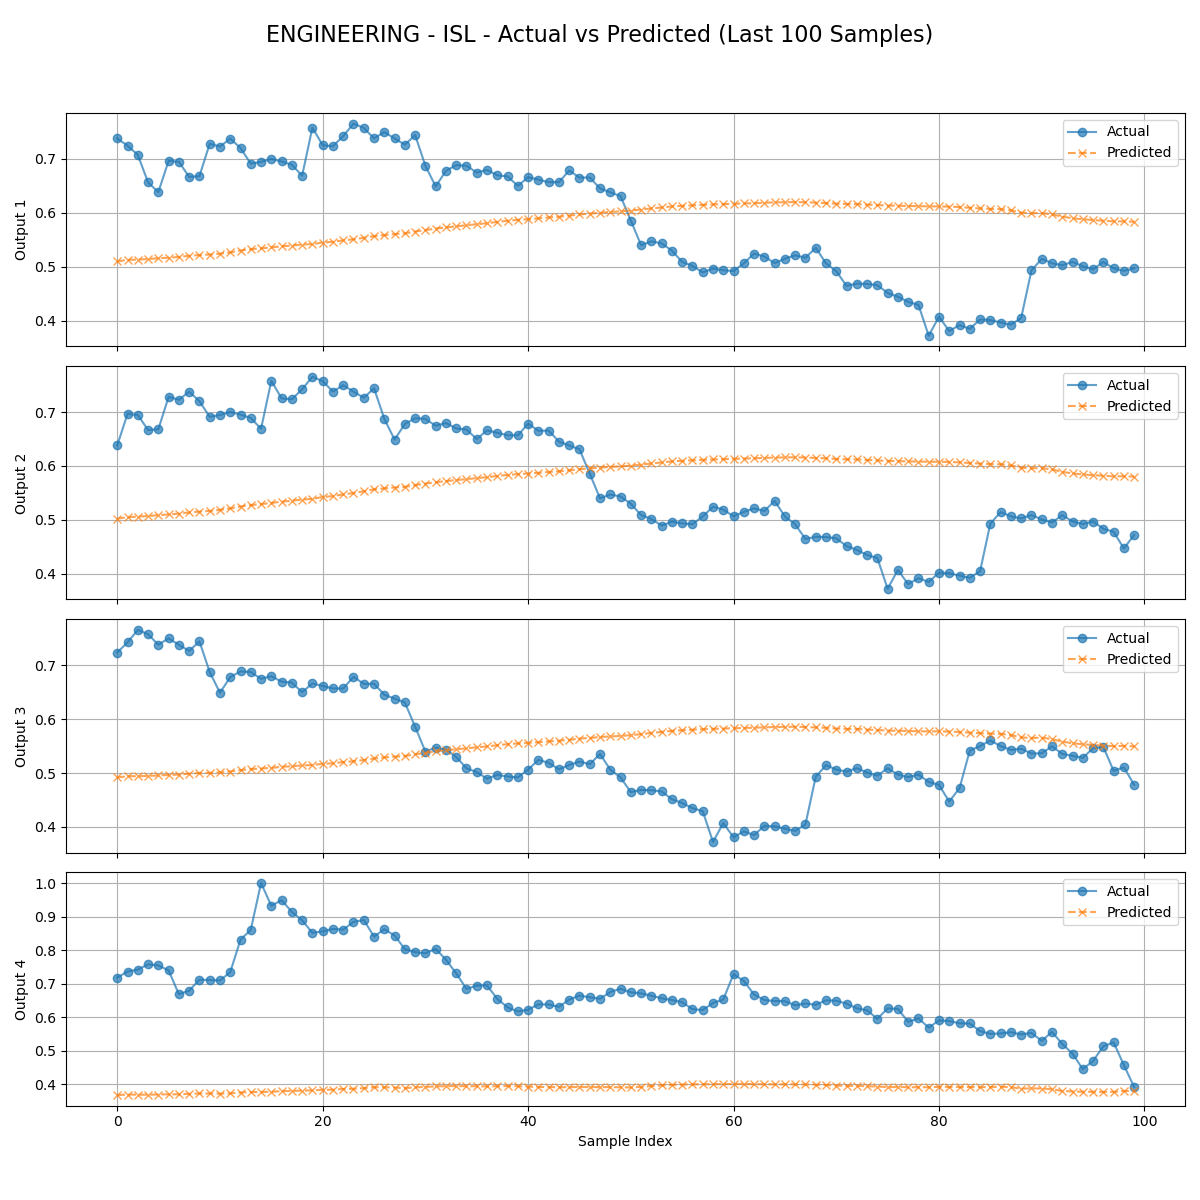 ENGINEERING - ISL - Actual vs Predicted (Last 100 Samples)
Output 1
0.7
0.6
0.5
0.4
Actual
Predicted
Output 2
0.7
0.6
0.5
0.4
Actual
Predicted
Output 3
0.7
0.6
0.5
0.4
Actual
Predicted
Output 4
1.0
0.9
0.8
0.7
0.6
0.5
0.4
Actual
Predicted
0 20 40 60 80 100
Sample Index